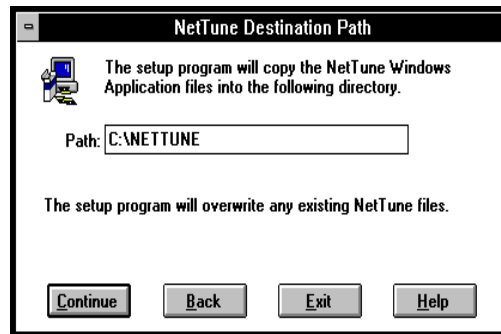 NetTune Destination Path
The setup program will copy the NetTune Windows
Application files into the following directory.
Path: C:\NETTUNE
The setup program will overwrite any existing NetTune files.
Continue Back Exit Help